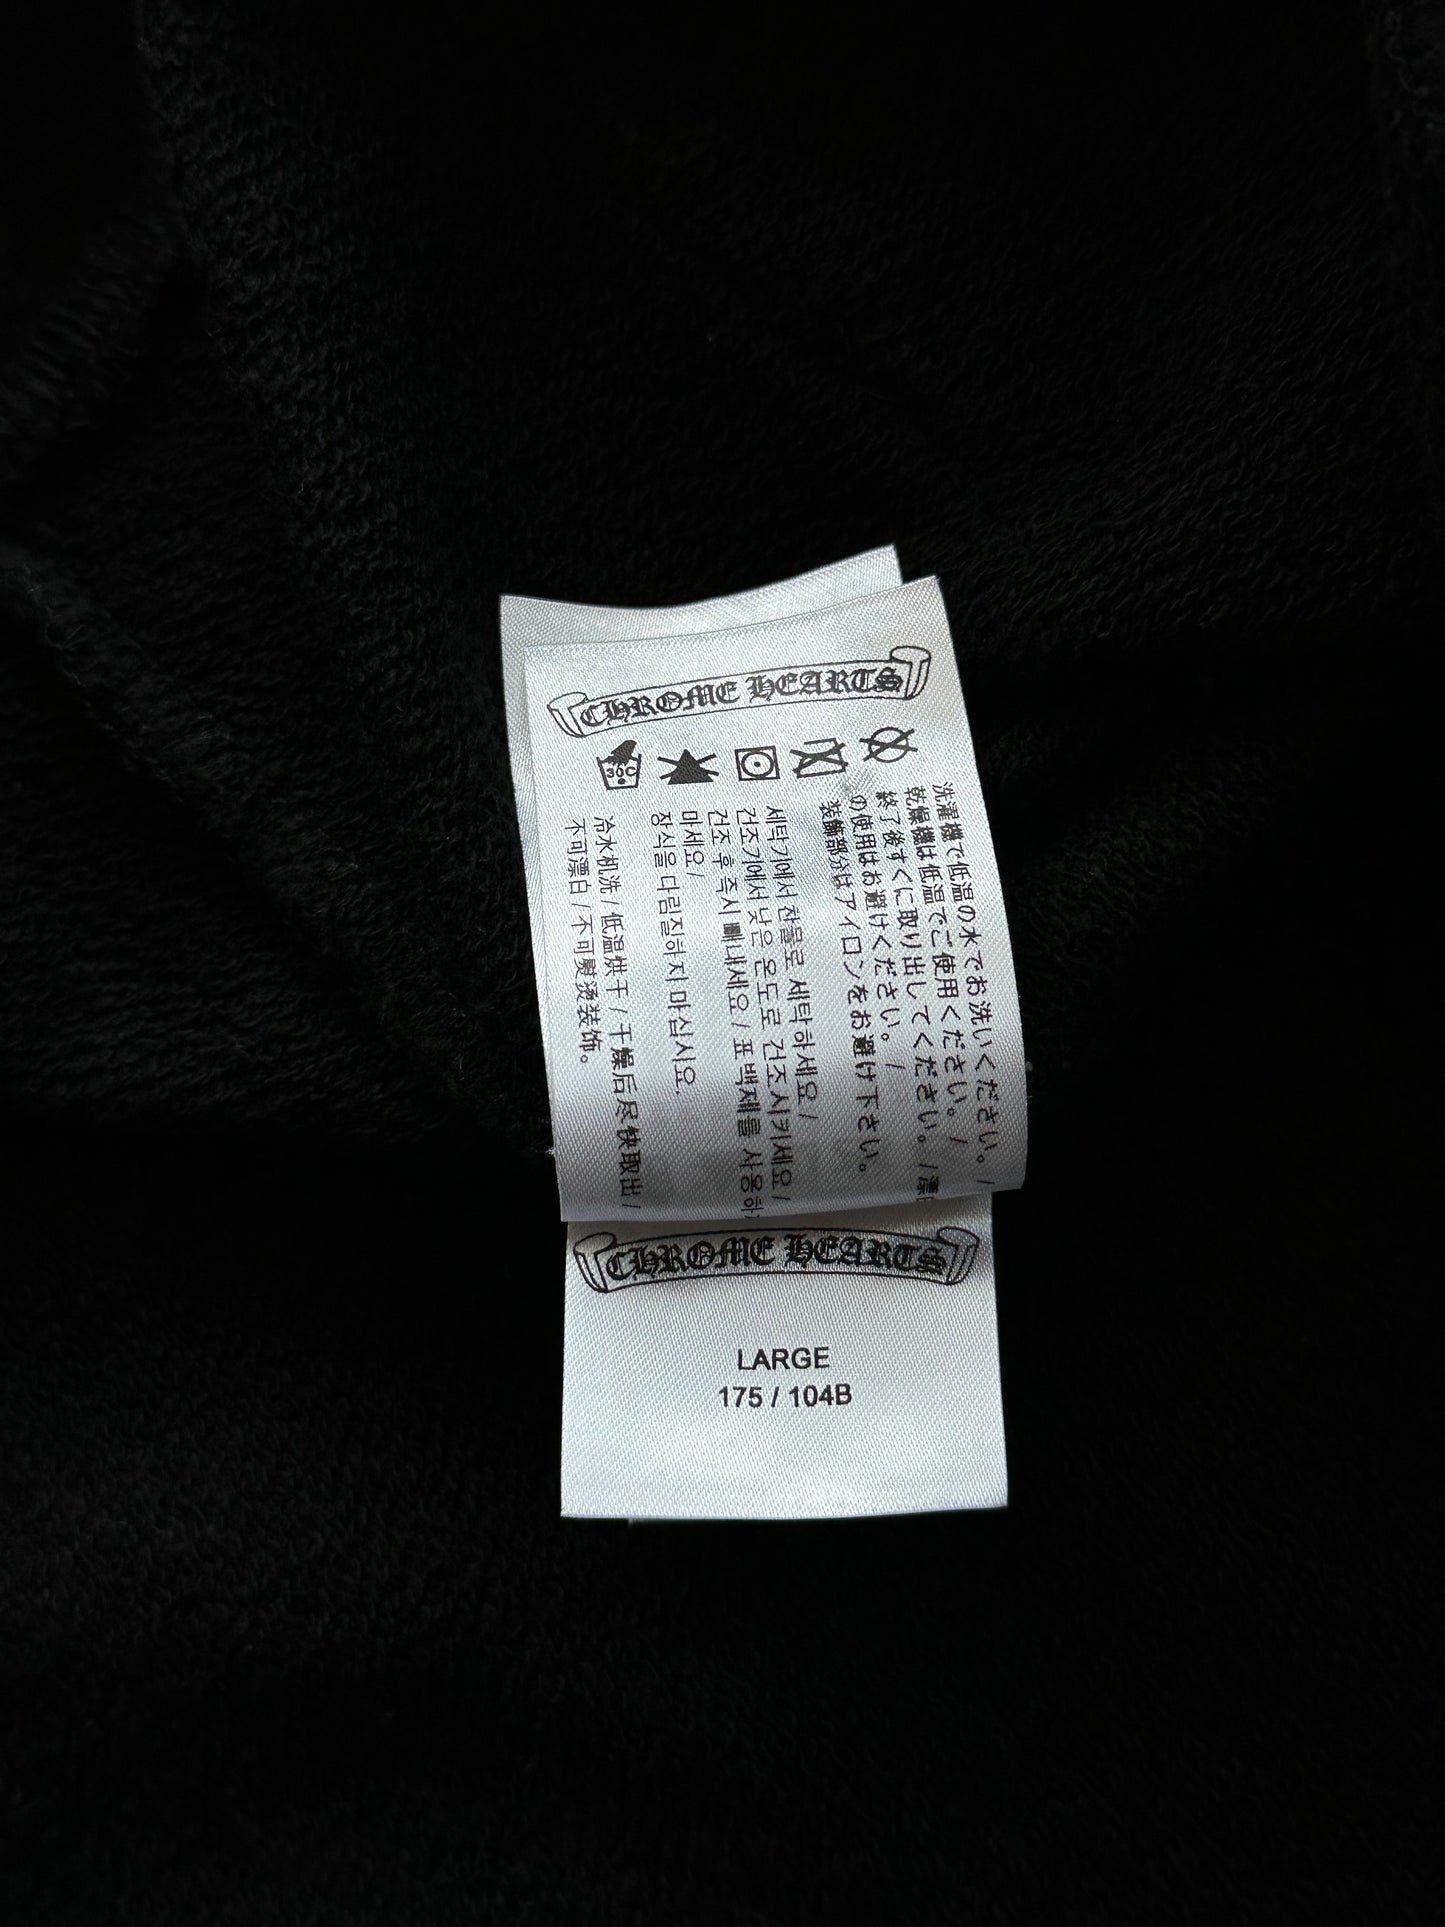 CHROME HEARTS
30C
洗濯機で低温の水でお洗いください。/
乾燥機は低温でご使用ください。/
終了後すぐに取り出してください。/漂
の使用はお避けください。/
装飾部分はアイロンをお避け下さい。
세탁기에서 찬물로 세탁하세요/
건조기에서 낮은 온도로 건조시키세요/
건조 후 즉시 빼내세요/표백제를 사용하
마세요/
장식을 다림질하지 마십시요.
冷水机洗/低温烘干/干燥后尽快取出/
不可漂白/不可熨烫装饰。
CHROME HEARTS
LARGE
175 / 104B